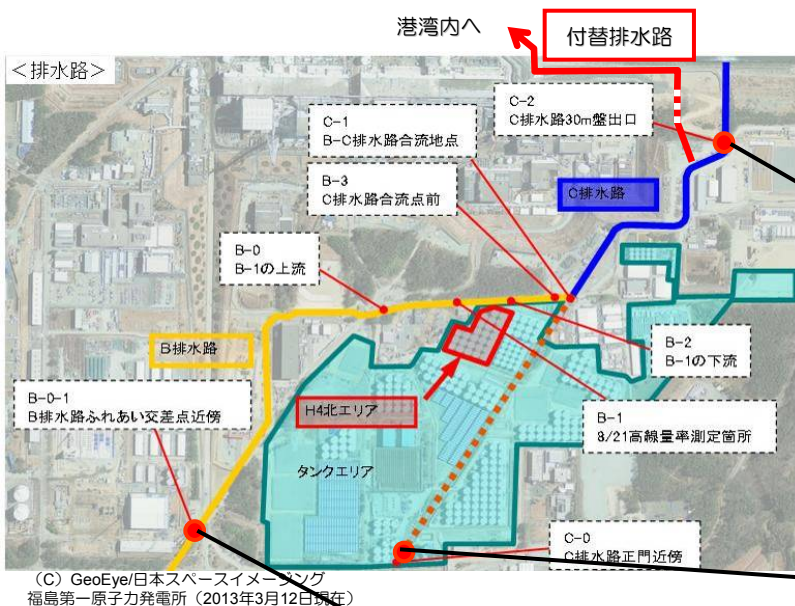 港湾内へ
付替排水路
＜排水路＞
C-2
C排水路30m盤出口
C-1
B-C排水路合流地点
B-3
C排水路合流点前
C排水路
B-0
B-1の上流
B排水路
B-2
B-1の下流
B-0-1
B排水路ふれあい交差点近傍
H4北エリア
B-1
8/21高線量率測定箇所
タンクエリア
C-0
C排水路正門近傍
（C）GeoEye/日本スペースイメージング
福島第一原子力発電所（2013年3月12日現在）